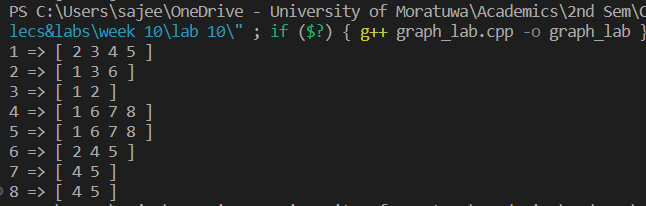 PS C:\Users\sajee\OneDrive - University of Moratuwa\Academics\2nd Sem\
lecs&labs\week 10\lab 10\" ; if ($?) { g++ graph_lab.cpp -o graph_lab }
1 => [ 2 3 4 5 ]
2 => [ 1 3 6 ]
3 => [ 1 2 ]
4 => [ 1 6 7 8 ]
5 => [ 1 6 7 8 ]
6 => [ 2 4 5 ]
7 => [ 4 5 ]
8 => [ 4 5 ]